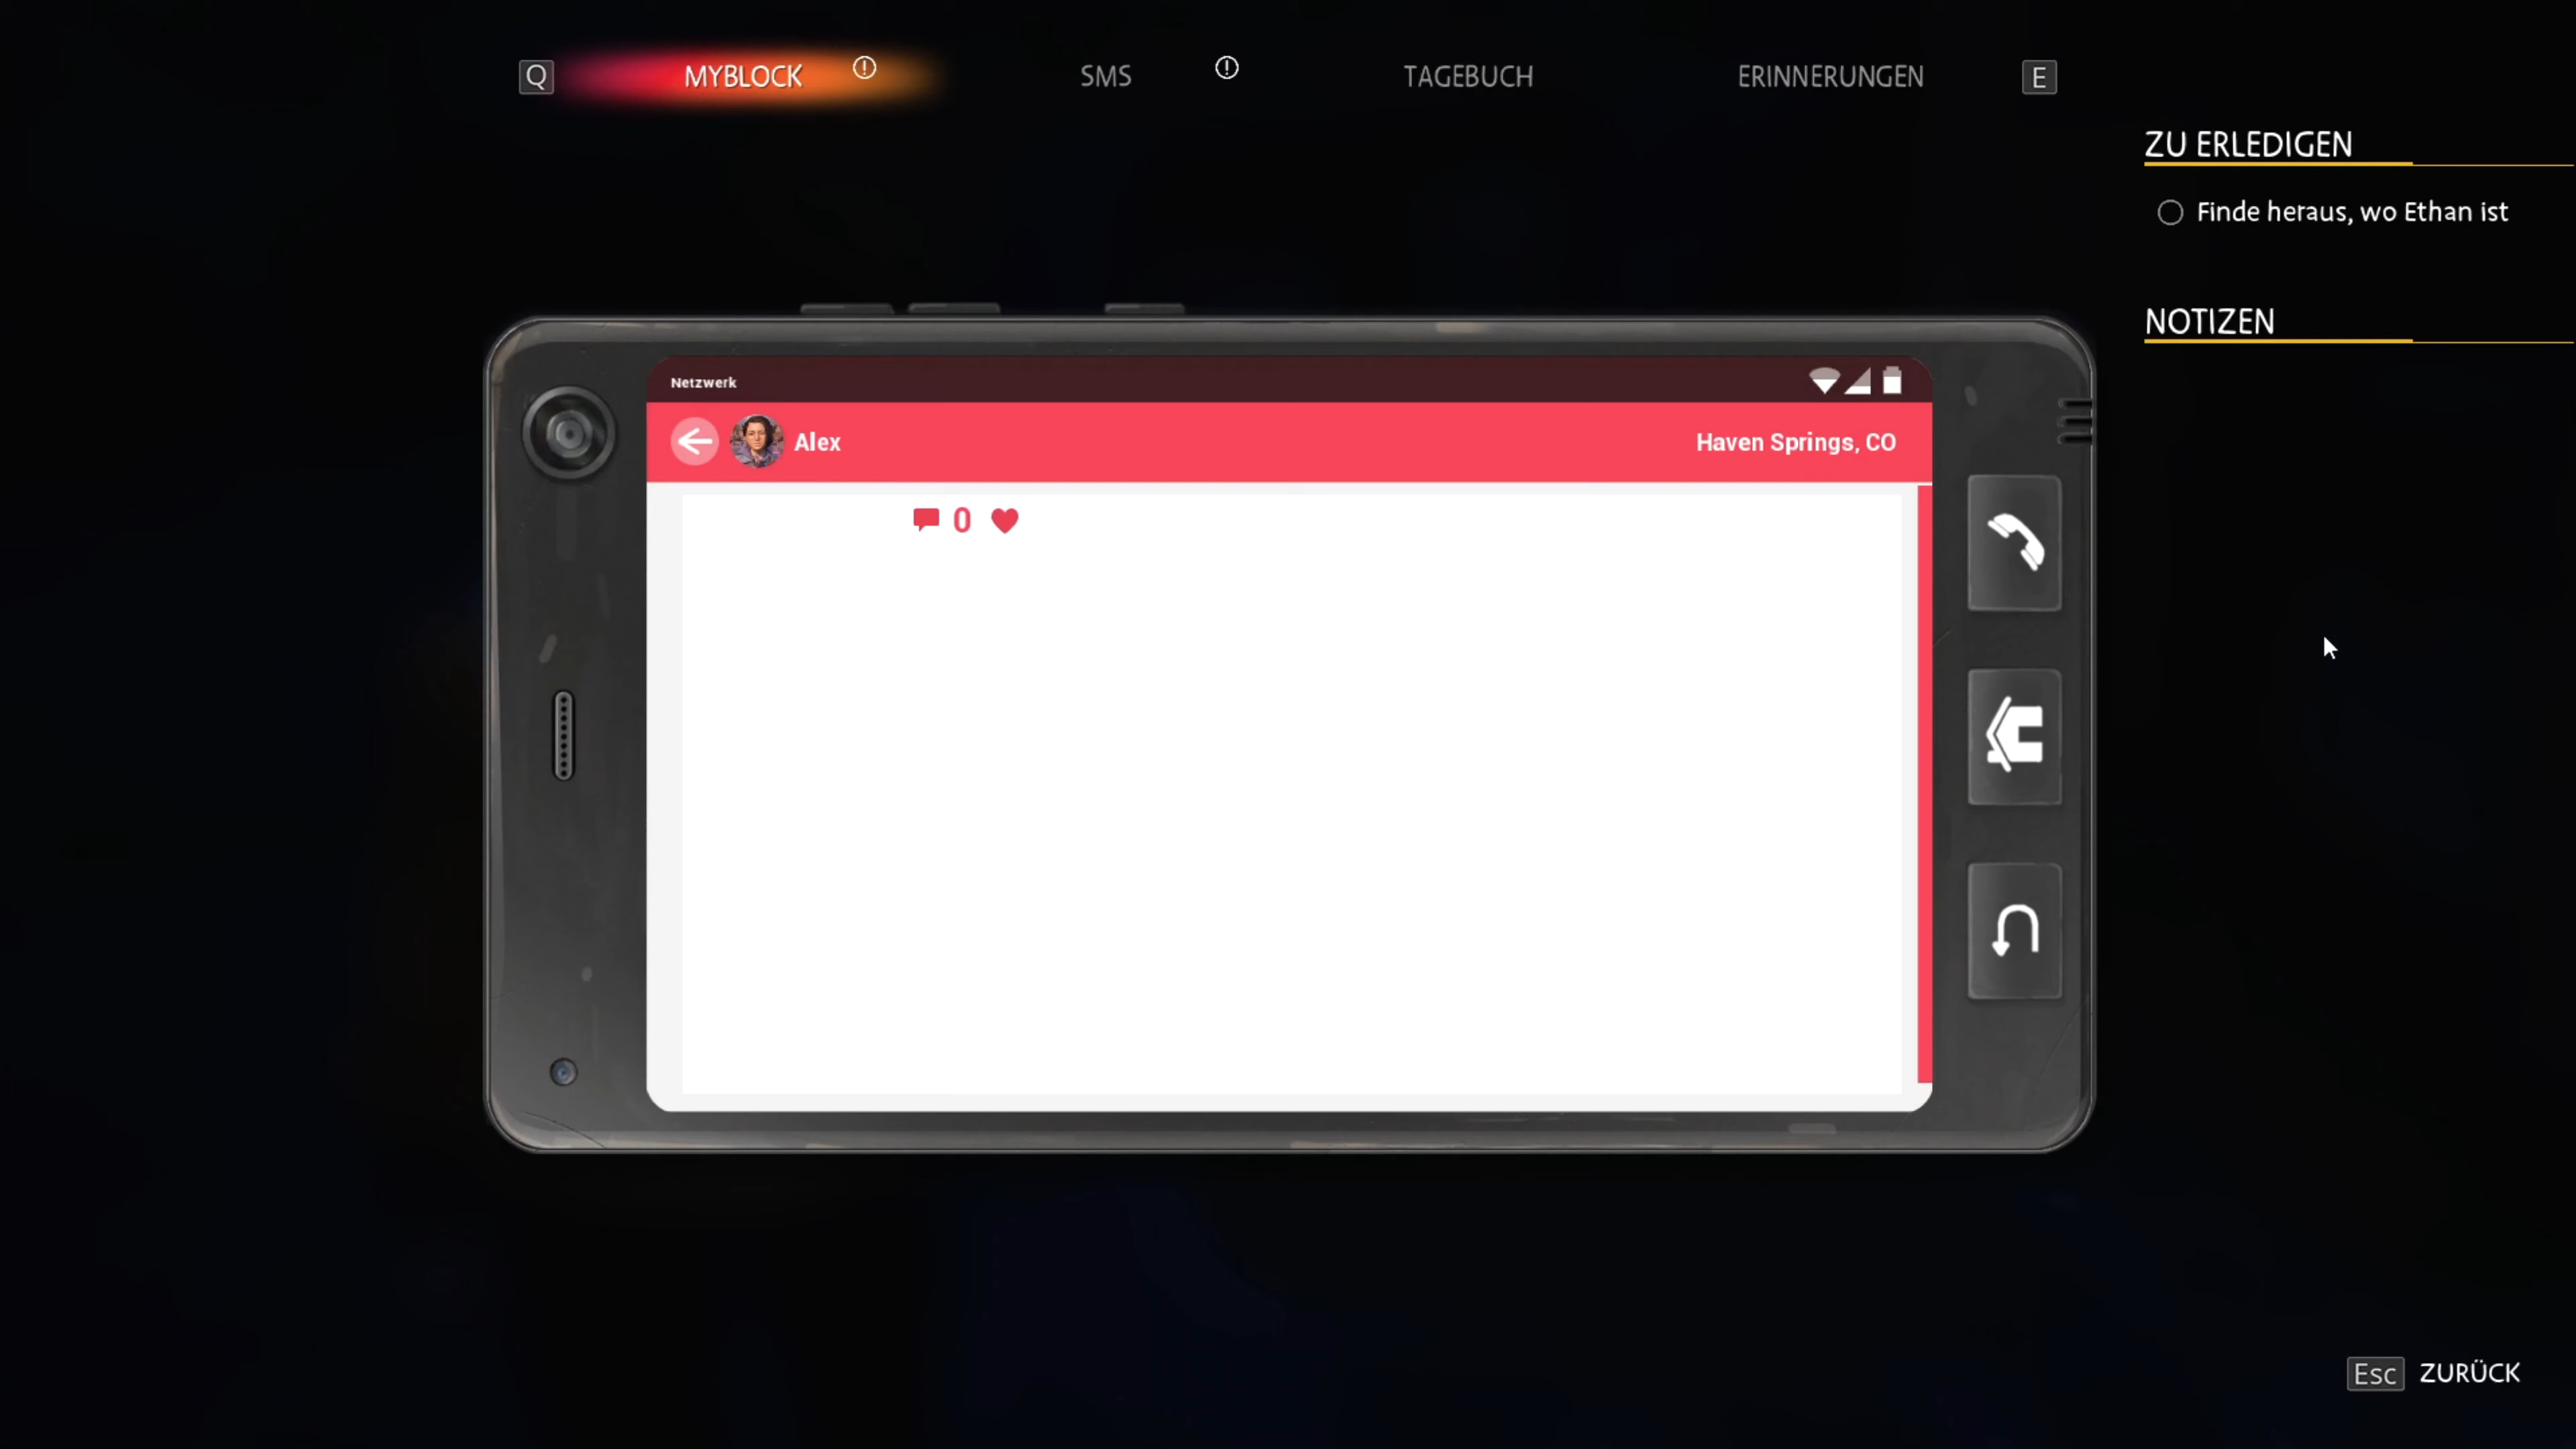 Q MYBLOCK SMS TAGEBUCH ERINNERUNGEN E
ZU ERLEDIGEN
Finde heraus, wo Ethan ist
NOTIZEN
Netzwerk
Alex Haven Springs, CO
0
Esc ZURÜCK